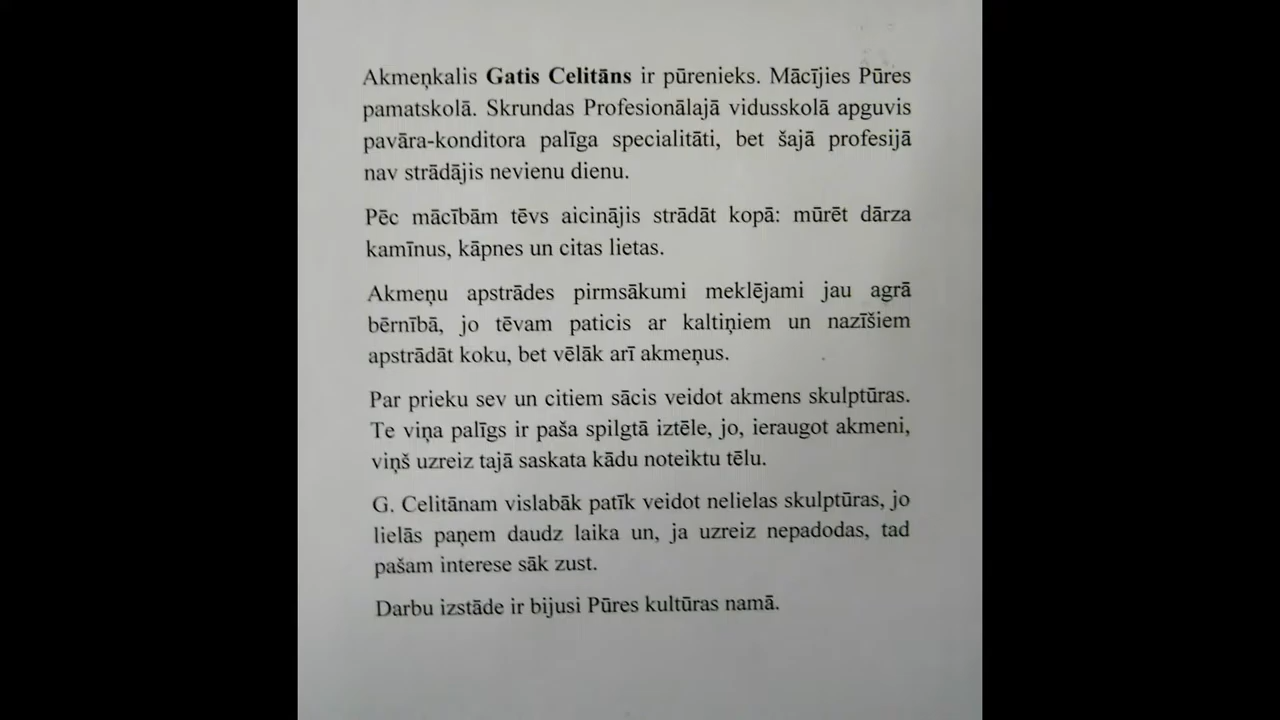 Akmeņkalis Gatis Celitāns ir pūrenieks. Mācījies Pūres
pamatskolā. Skrundas Profesionālajā vidusskolā apguvis
pavāra-konditora palīga specialitāti, bet šajā profesijā
nav strādājis nevienu dienu.
Pēc mācībām tēvs aicinājis strādāt kopā: mūrēt dārza
kamīnus, kāpnes un citas lietas.
Akmeņu apstrādes pirmsākumi meklējami jau agrā
bērnībā, jo tēvam paticis ar kaltiņiem un nazīšiem
apstrādāt koku, bet vēlāk arī akmeņus.
Par prieku sev un citiem sācis veidot akmens skulptūras.
Te viņa palīgs ir paša spilgtā iztēle, jo, ieraugot akmeni,
viņš uzreiz tajā saskata kādu noteiktu tēlu.
G. Celitānam vislabāk patīk veidot nelielas skulptūras, jo
lielās paņem daudz laika un, ja uzreiz nepadodas, tad
pašam interese sāk zust.
Darbu izstāde ir bijusi Pūres kultūras namā.